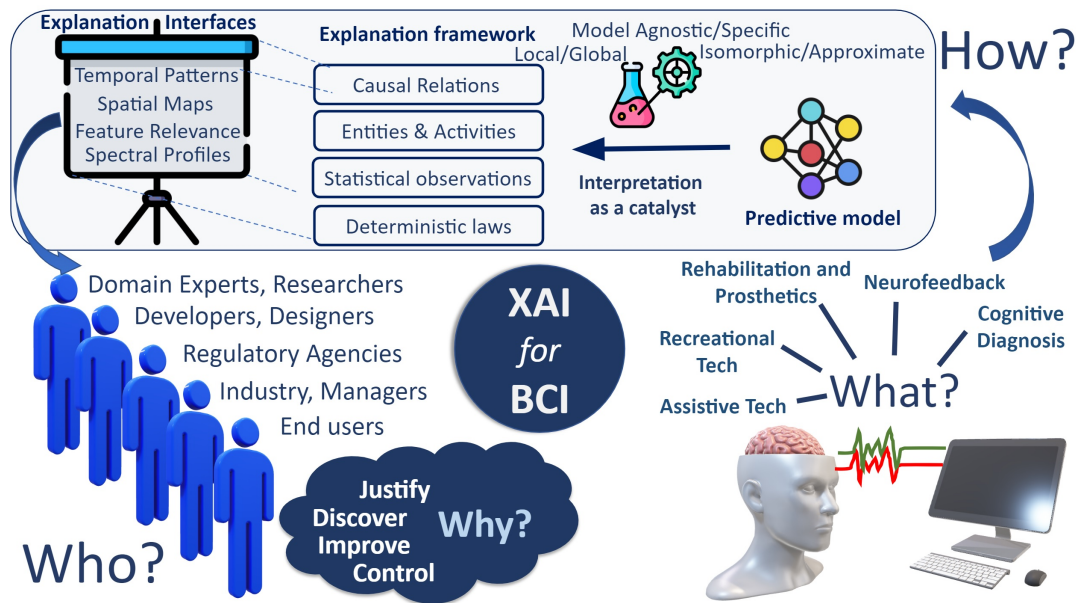 Explanation Interfaces
Temporal Patterns
Spatial Maps
Feature Relevance
Spectral Profiles
Explanation framework
Causal Relations
Entities & Activities
Statistical observations
Deterministic laws
Model Agnostic/Specific
Local/Global
Isomorphic/Approximate
Interpretation
as a catalyst
Predictive model
How?
Domain Experts, Researchers
Developers, Designers
Regulatory Agencies
Industry, Managers
End users
Who?
XAI
for
BCI
Justify
Discover
Improve
Control
Why?
Rehabilitation and
Prosthetics
Neurofeedback
Cognitive
Diagnosis
Recreational
Tech
Assistive Tech
What?